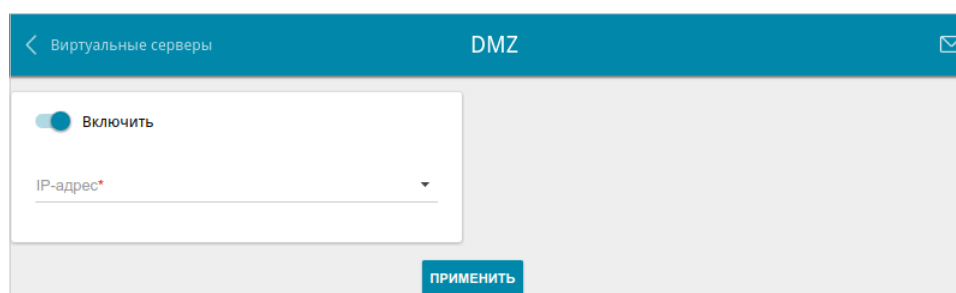 Виртуальные серверы
DMZ
Включить
IP-адрес*
ПРИМЕНИТЬ